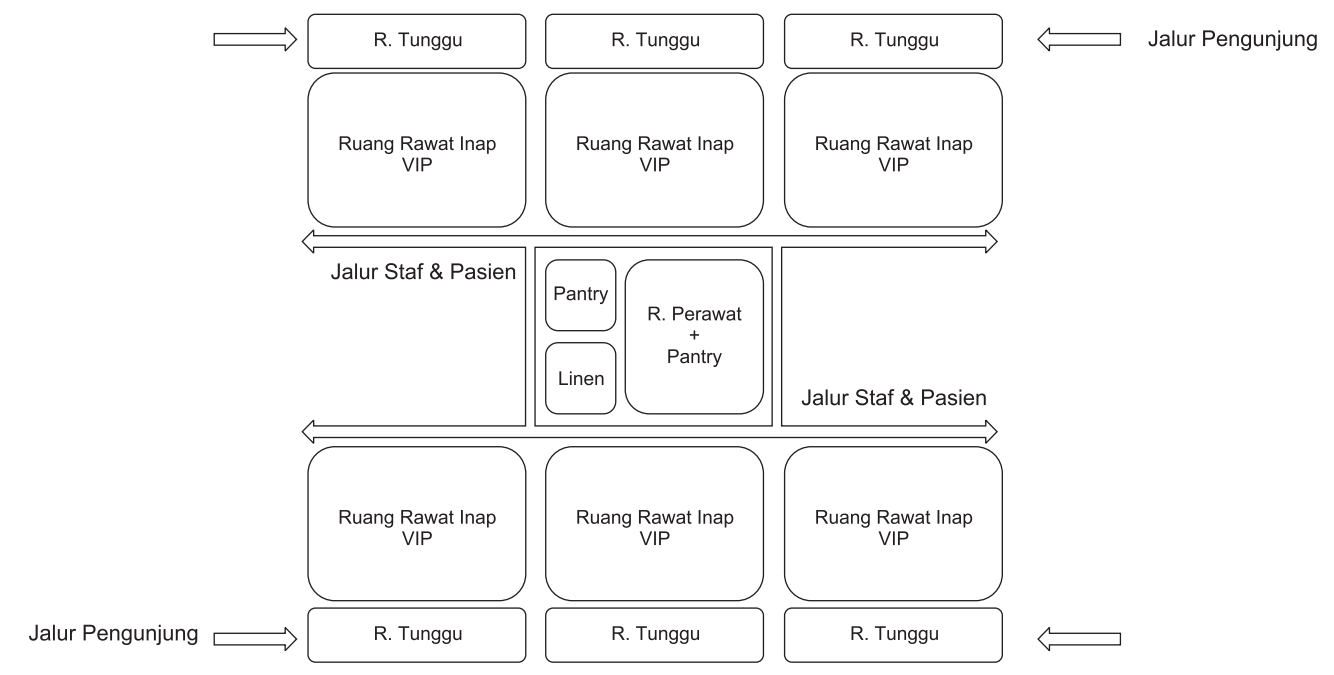 R. Tunggu
R. Tunggu
R. Tunggu
Jalur Pengunjung
Ruang Rawat Inap
VIP
Ruang Rawat Inap
VIP
Ruang Rawat Inap
VIP
Jalur Staf & Pasien
Pantry
Linen
R. Perawat
+
Pantry
Jalur Staf & Pasien
Ruang Rawat Inap
VIP
Ruang Rawat Inap
VIP
Ruang Rawat Inap
VIP
Jalur Pengunjung
R. Tunggu
R. Tunggu
R. Tunggu